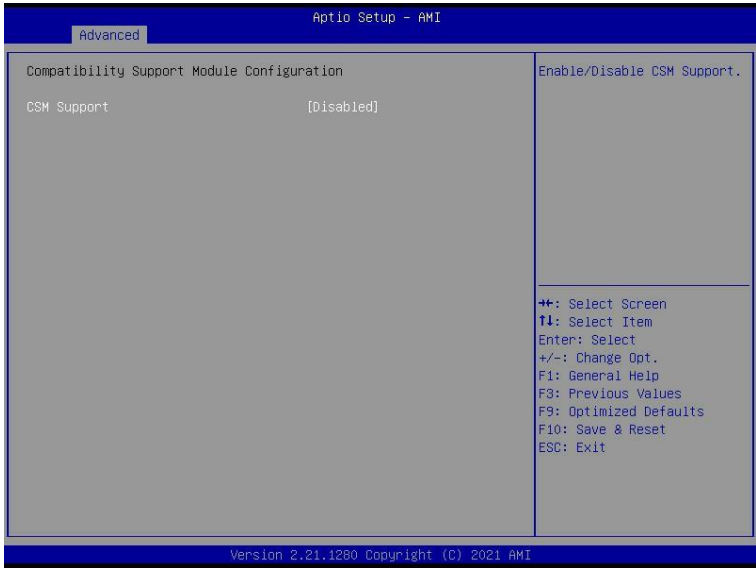 Aptio Setup - AMI
Advanced
Compatibility Support Module Configuration
CSM Support [Disabled]
Enable/Disable CSM Support.
→←: Select Screen
↑↓: Select Item
Enter: Select
+/-: Change Opt.
F1: General Help
F3: Previous Values
F9: Optimized Defaults
F10: Save & Reset
ESC: Exit
Version 2.21.1280 Copyright (C) 2021 AMI